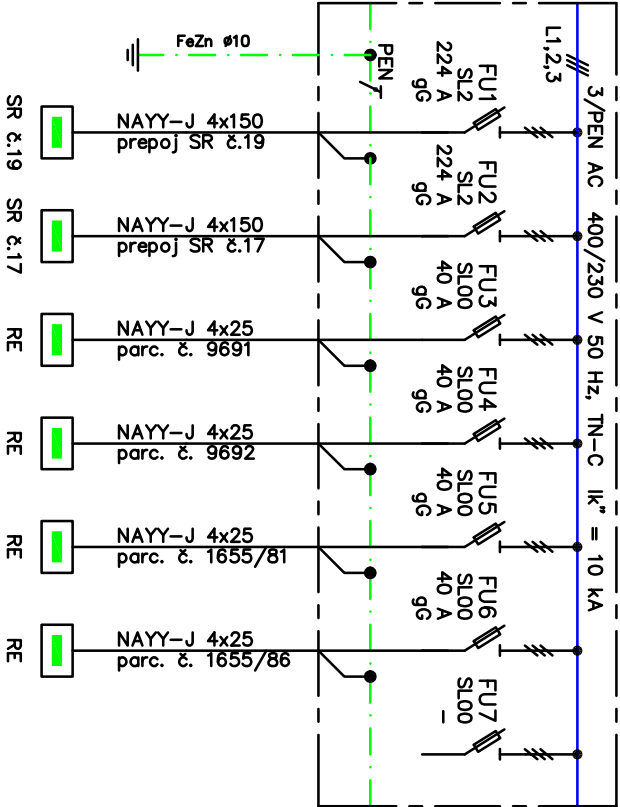 L1,2,3
3/PEN AC 400/230 V 50 Hz, TN-C Ik" = 10 kA
FeZn ø10
PEN
FU1
SL2
224 A
gG
FU2
SL2
224 A
gG
FU3
SL00
40 A
gG
FU4
SL00
40 A
gG
FU5
SL00
40 A
gG
FU6
SL00
40 A
gG
FU7
SL00
–
NAYY-J 4x150
prepoj SR č.19
NAYY-J 4x150
prepoj SR č.17
NAYY-J 4x25
parc. č. 9691
NAYY-J 4x25
parc. č. 9692
NAYY-J 4x25
parc. č. 1655/81
NAYY-J 4x25
parc. č. 1655/86
SR č.19
SR č.17
RE
RE
RE
RE